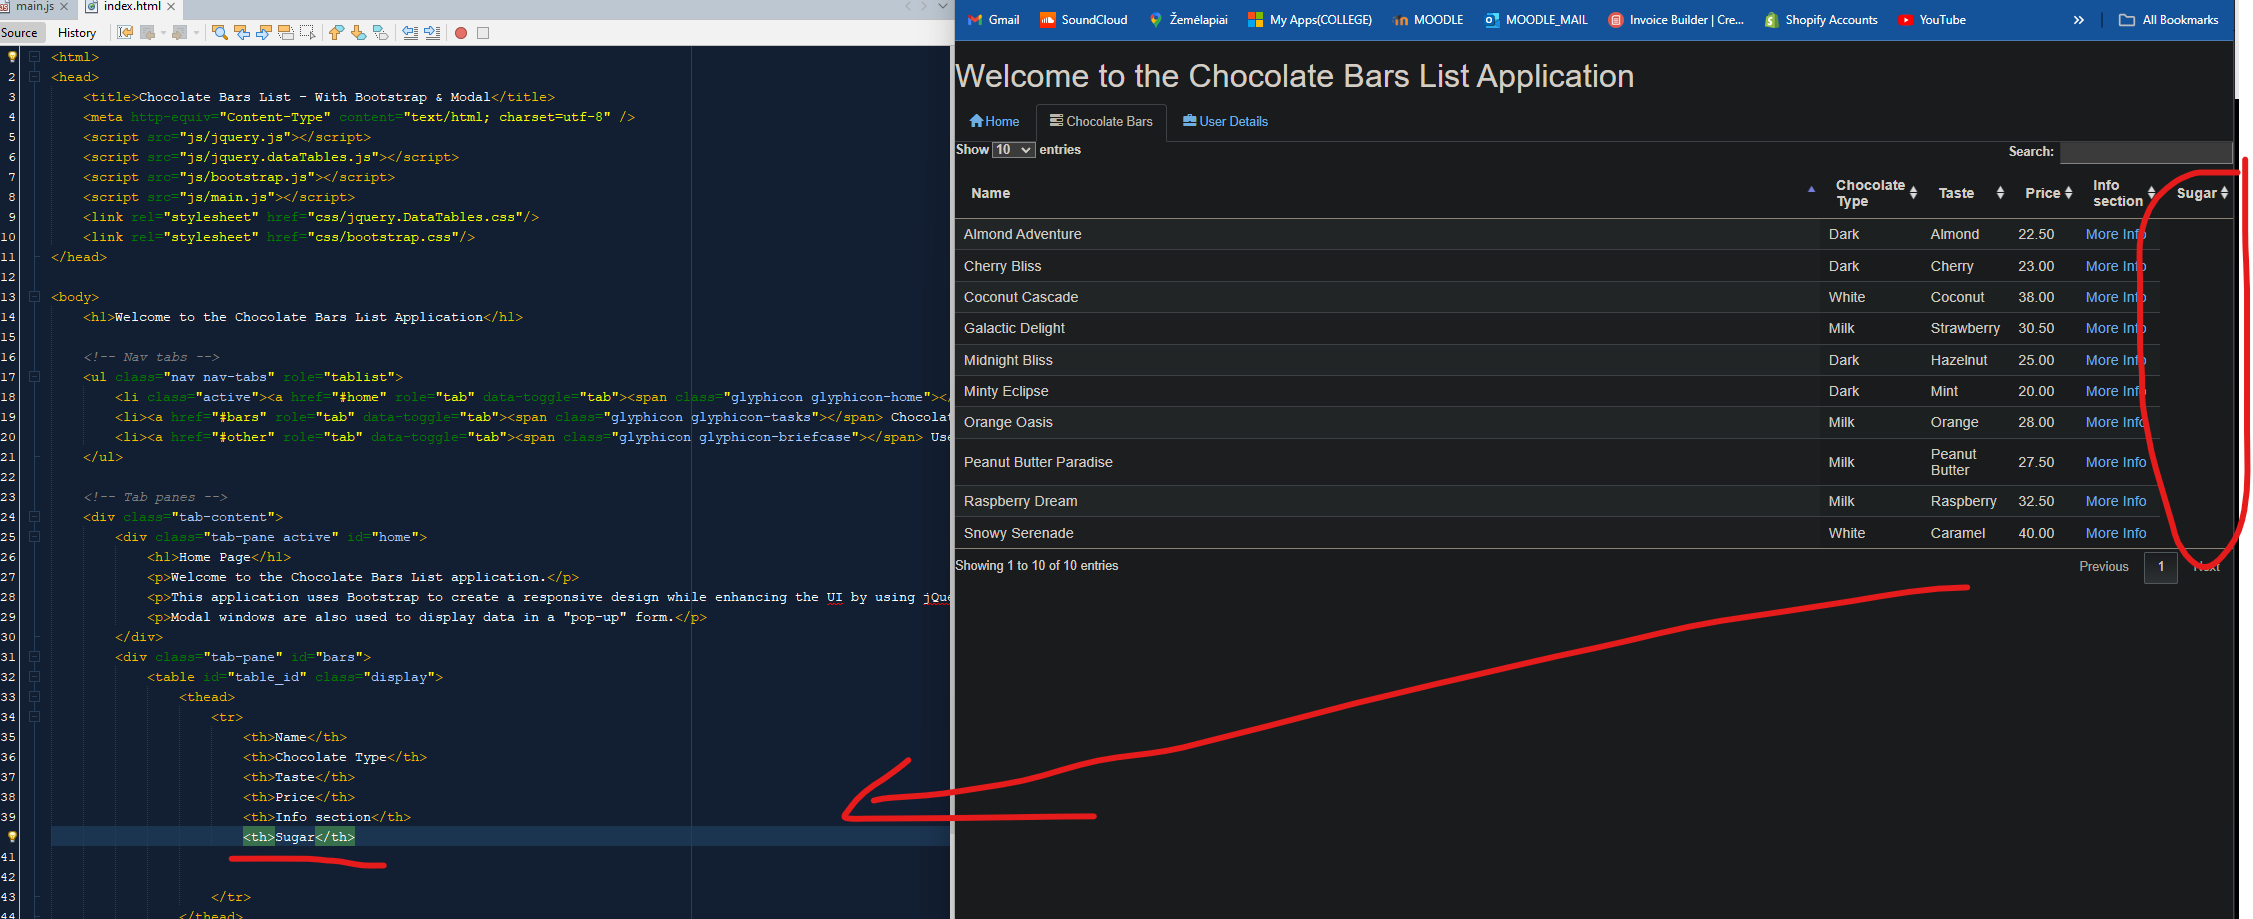 main.js
index.html
Source
History
<html>
2 <head>
3 <title>Chocolate Bars List - With Bootstrap & Modal</title>
4 <meta http-equiv="Content-Type" content="text/html; charset=utf-8" />
5 <script src="js/jquery.js"></script>
6 <script src="js/jquery.dataTables.js"></script>
7 <script src="js/bootstrap.js"></script>
8 <script src="js/main.js"></script>
9 <link rel="stylesheet" href="css/jquery.DataTables.css"/>
10 <link rel="stylesheet" href="css/bootstrap.css"/>
11 </head>
12
13 <body>
14 <h1>Welcome to the Chocolate Bars List Application</h1>
15
16 <!-- Nav tabs -->
17 <ul class="nav nav-tabs" role="tablist">
18 <li class="active"><a href="#home" role="tab" data-toggle="tab"><span class="glyphicon glyphicon-home"></
19 <li><a href="#bars" role="tab" data-toggle="tab"><span class="glyphicon glyphicon-tasks"></span> Chocolat
20 <li><a href="#other" role="tab" data-toggle="tab"><span class="glyphicon glyphicon-briefcase"></span> Use
21 </ul>
22
23 <!-- Tab panes -->
24 <div class="tab-content">
25 <div class="tab-pane active" id="home">
26 <h1>Home Page</h1>
27 <p>Welcome to the Chocolate Bars List application.</p>
28 <p>This application uses Bootstrap to create a responsive design while enhancing the UI by using jQue
29 <p>Modal windows are also used to display data in a "pop-up" form.</p>
30 </div>
31 <div class="tab-pane" id="bars">
32 <table id="table_id" class="display">
33 <thead>
34 <tr>
35 <th>Name</th>
36 <th>Chocolate Type</th>
37 <th>Taste</th>
38 <th>Price</th>
39 <th>Info section</th>
<th>Sugar</th>
41
42
43 </tr>
44 </thead>
Gmail SoundCloud Žemėlapiai My Apps(COLLEGE) MOODLE MOODLE_MAIL Invoice Builder | Cre... Shopify Accounts YouTube » All Bookmarks
Welcome to the Chocolate Bars List Application
Home Chocolate Bars User Details
Show 10 entries Search:
Name Chocolate Type Taste Price Info section Sugar
Almond Adventure Dark Almond 22.50 More Info
Cherry Bliss Dark Cherry 23.00 More Info
Coconut Cascade White Coconut 38.00 More Info
Galactic Delight Milk Strawberry 30.50 More Info
Midnight Bliss Dark Hazelnut 25.00 More Info
Minty Eclipse Dark Mint 20.00 More Info
Orange Oasis Milk Orange 28.00 More Info
Peanut Butter Paradise Milk Peanut Butter 27.50 More Info
Raspberry Dream Milk Raspberry 32.50 More Info
Snowy Serenade White Caramel 40.00 More Info
Showing 1 to 10 of 10 entries Previous 1 Next